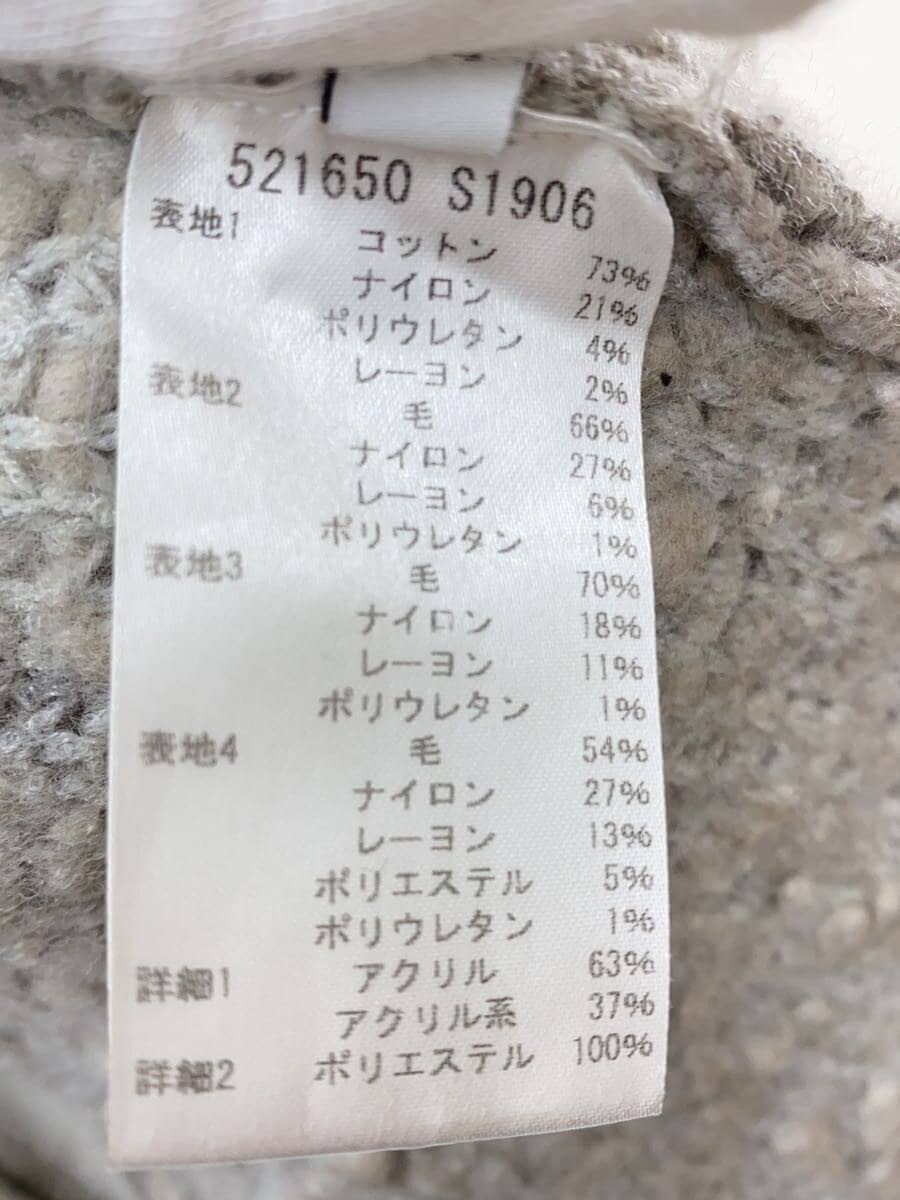 521650 S1906
表地1 コットン 73%
ナイロン 21%
ポリウレタン 4%
レーヨン 2%
表地2 毛 66%
ナイロン 27%
レーヨン 6%
ポリウレタン 1%
表地3 毛 70%
ナイロン 18%
レーヨン 11%
ポリウレタン 1%
表地4 毛 54%
ナイロン 27%
レーヨン 13%
ポリエステル 5%
ポリウレタン 1%
詳細1 アクリル 63%
アクリル系 37%
詳細2 ポリエステル 100%